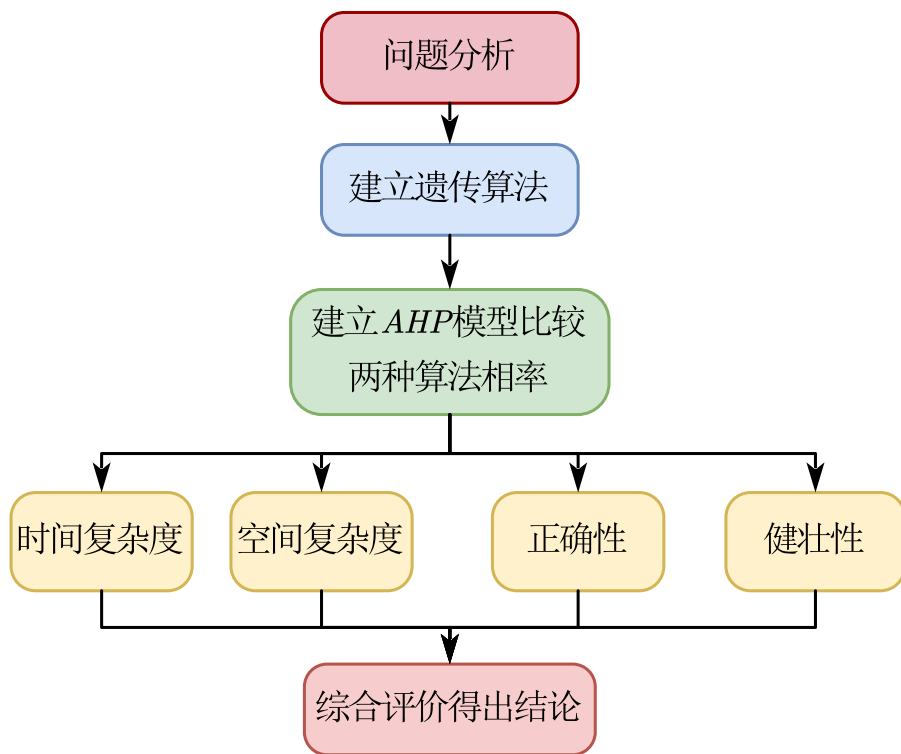 问题分析
建立遗传算法
建立AHP模型比较
两种算法相率
时间复杂度
空间复杂度
正确性
健壮性
综合评价得出结论